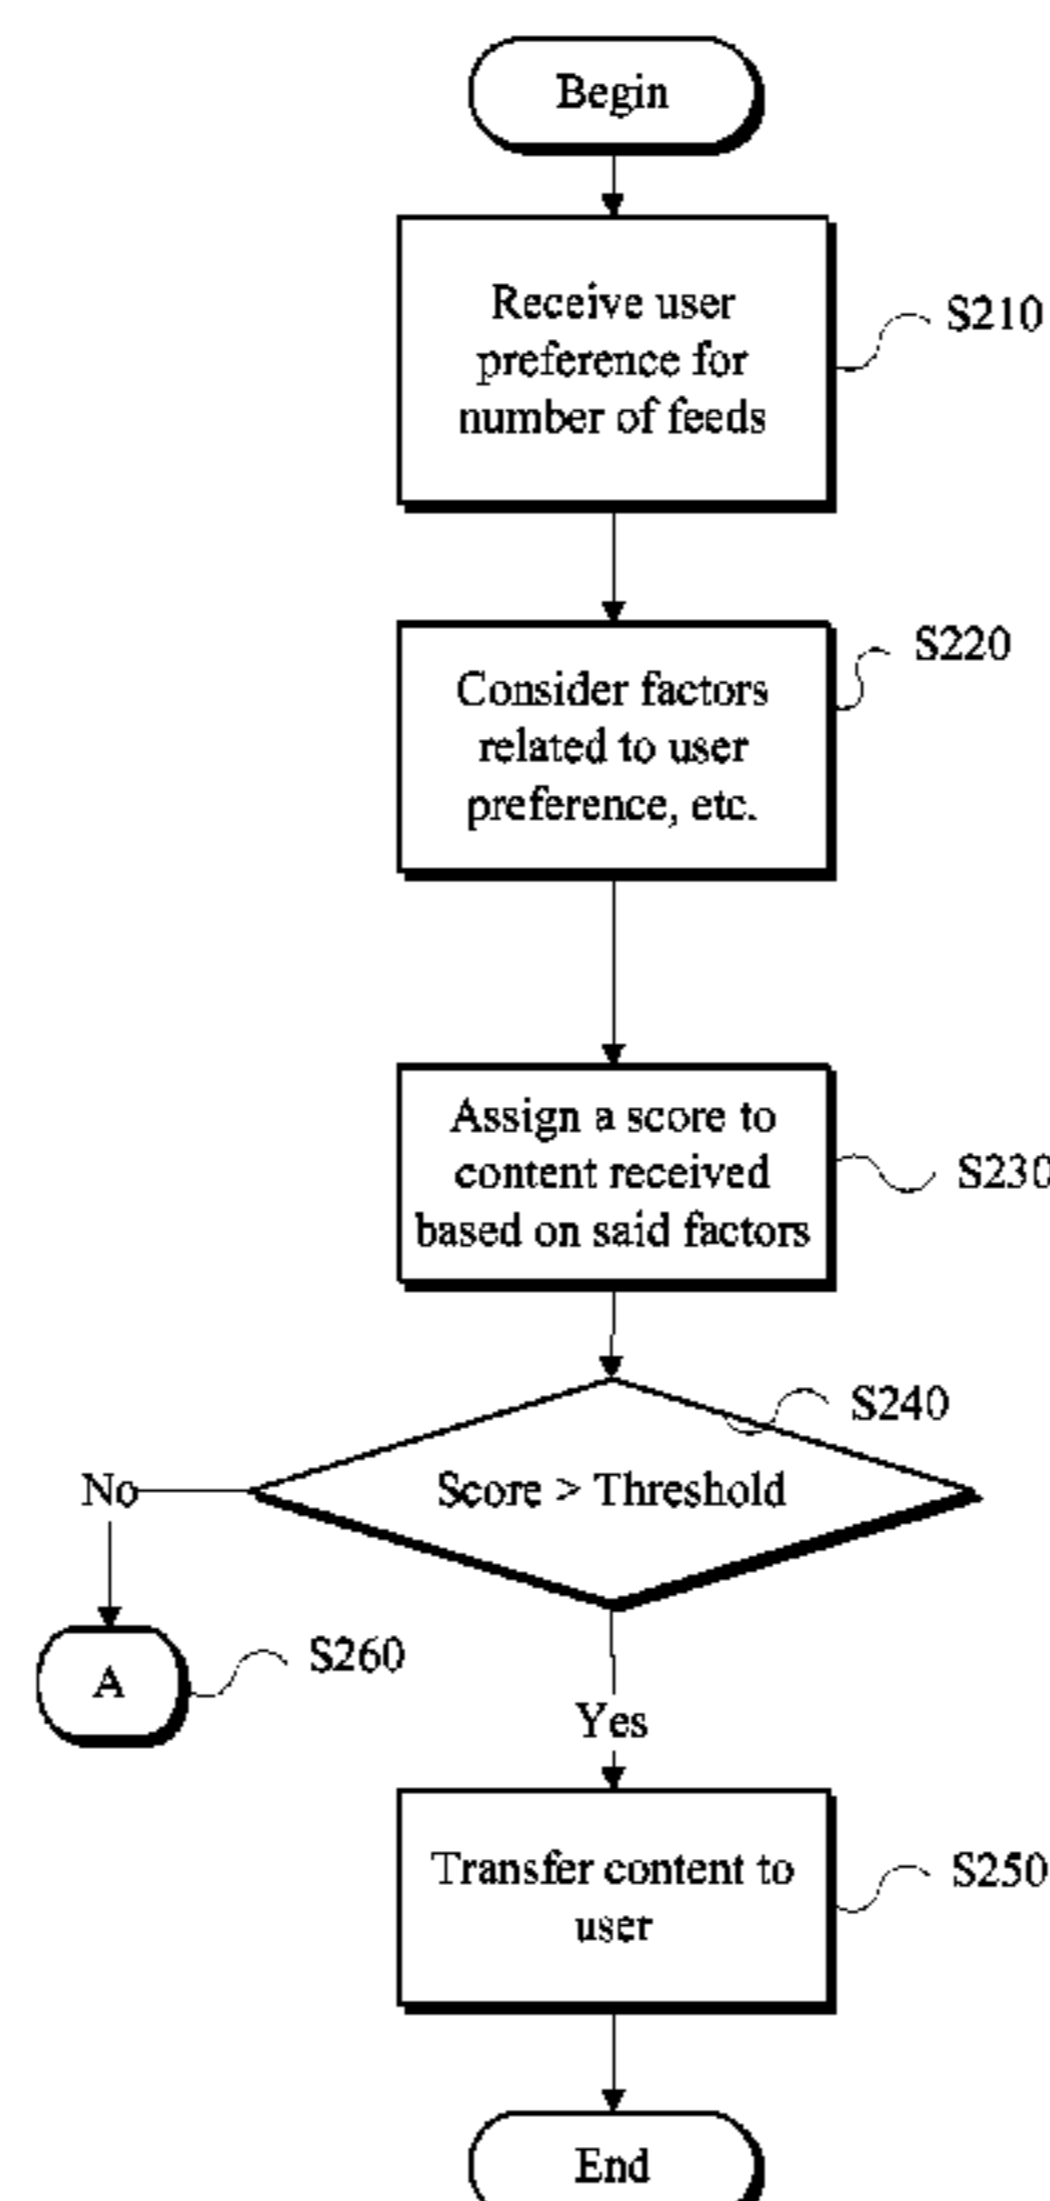 Begin
Receive user
preference for
number of feeds
S210
Consider factors
related to user
preference, etc.
S220
Assign a score to
content received
based on said factors
S230
Score > Threshold
S240
No
A
S260
Yes
Transfer content to
user
S250
End